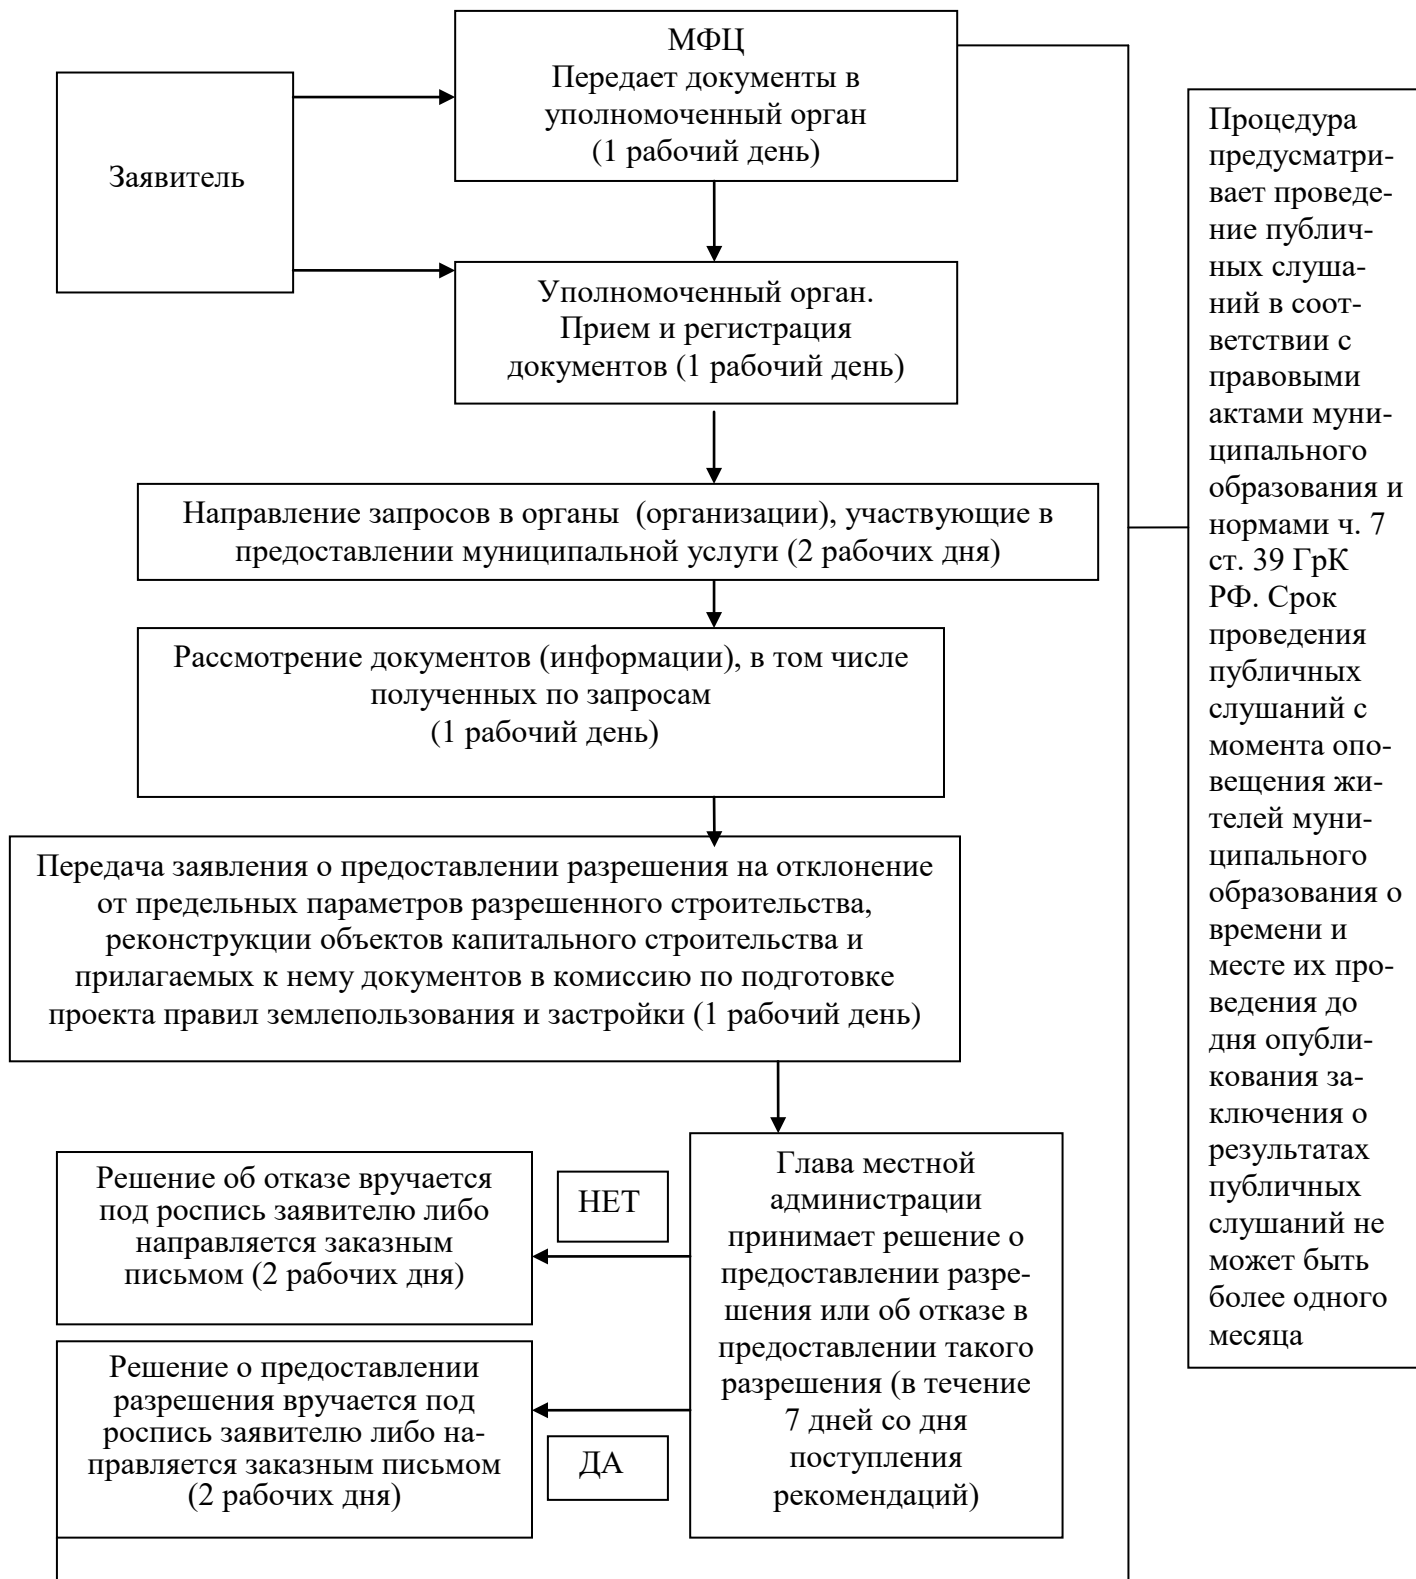 МФЦ
Передает документы в
уполномоченный орган
(1 рабочий день)
Заявитель
Уполномоченный орган.
Прием и регистрация
документов (1 рабочий день)
Направление запросов в органы (организации), участвующие в
предоставлении муниципальной услуги (2 рабочих дня)
Рассмотрение документов (информации), в том числе
полученных по запросам
(1 рабочий день)
Передача заявления о предоставлении разрешения на отклонение
от предельных параметров разрешенного строительства,
реконструкции объектов капитального строительства и
прилагаемых к нему документов в комиссию по подготовке
проекта правил землепользования и застройки (1 рабочий день)
Глава местной
администрации
принимает решение о
предоставлении разре-
шения или об отказе в
предоставлении такого
разрешения (в течение
7 дней со дня
поступления
рекомендаций)
НЕТ
Решение об отказе вручается
под роспись заявителю либо
направляется заказным
письмом (2 рабочих дня)
ДА
Решение о предоставлении
разрешения вручается под
роспись заявителю либо на-
правляется заказным письмом
(2 рабочих дня)
Процедура
предусматри-
вает проведе-
ние публич-
ных слуша-
ний в соот-
ветствии с
правовыми
актами муни-
ципального
образования и
нормами ч. 7
ст. 39 ГрК
РФ. Срок
проведения
публичных
слушаний с
момента опо-
вещения жи-
телей муни-
ципального
образования о
времени и
месте их про-
ведения до
дня опубли-
кования за-
ключения о
результатах
публичных
слушаний не
может быть
более одного
месяца